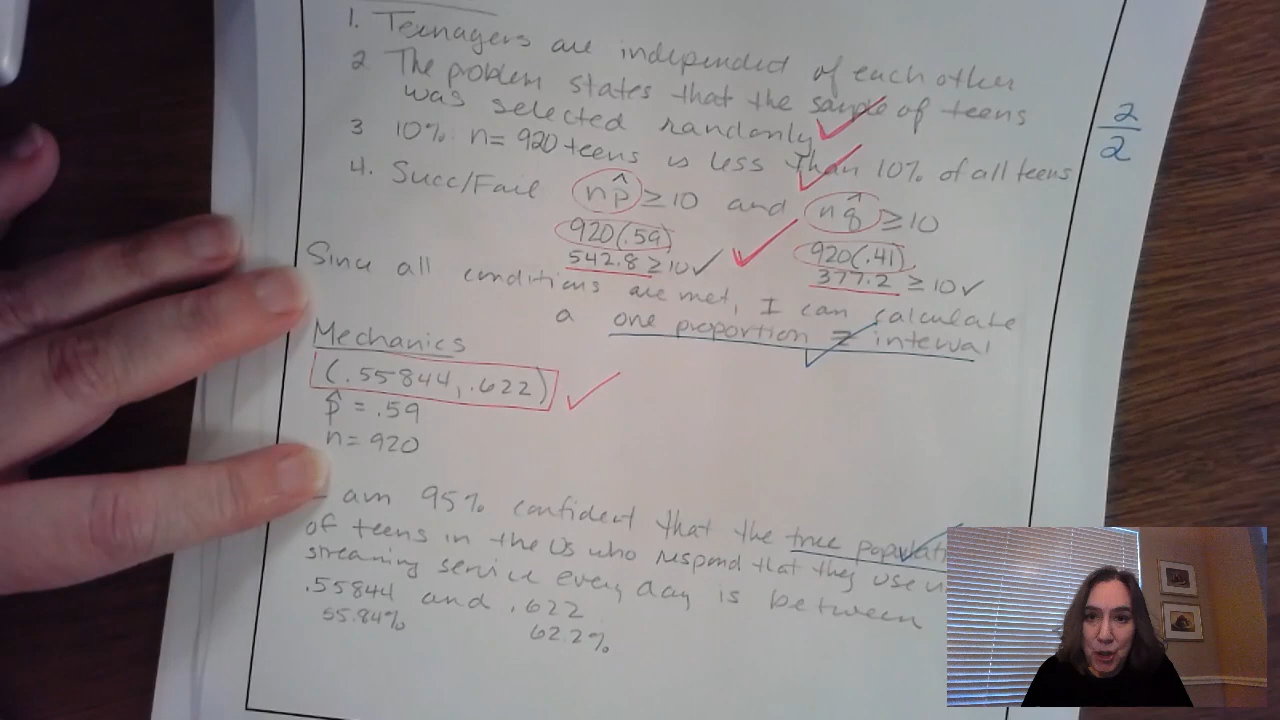 1. Teenagers are independent of each other
2 The problem states that the sample of teens
was selected randomly
3 10%: n = 920 teens is less than 10% of all teens
4. Succ/Fail np̂ ≥ 10 and nq̂ ≥ 10
920(.59) 920(.41)
542.8 ≥ 10 ✓ 377.2 ≥ 10 ✓
Since all conditions are met, I can calculate
a one proportion z interval
Mechanics
(.55844, .622)
p̂ = .59
n = 920
am 95% confident that the true
of teens in the US who respond that they use
streaming service every day is between
.55844 and .622
55.84% 62.2%
2/2